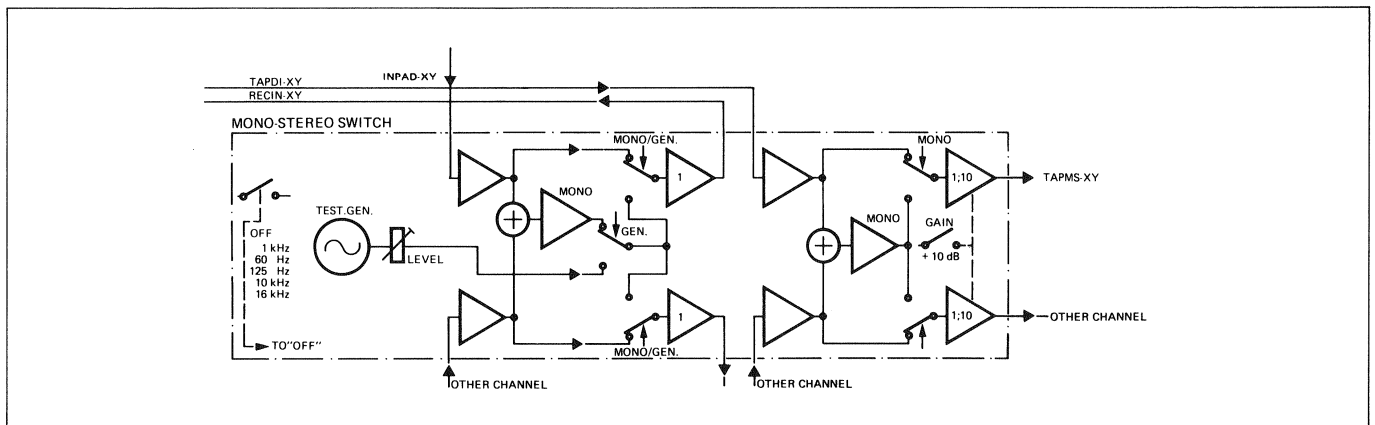 INPAD-XY
TAPDI-XY
RECIN-XY
MONO-STEREO SWITCH
MONO/GEN.
MONO
1
1;10
TAPMS-XY
TEST.GEN.
MONO
GEN.
MONO
GAIN
+ 10 dB
OFF
1 kHz
60 Hz
125 Hz
10 kHz
16 kHz
LEVEL
1
1;10
OTHER CHANNEL
TO"OFF"
MONO/GEN.
OTHER CHANNEL
OTHER CHANNEL